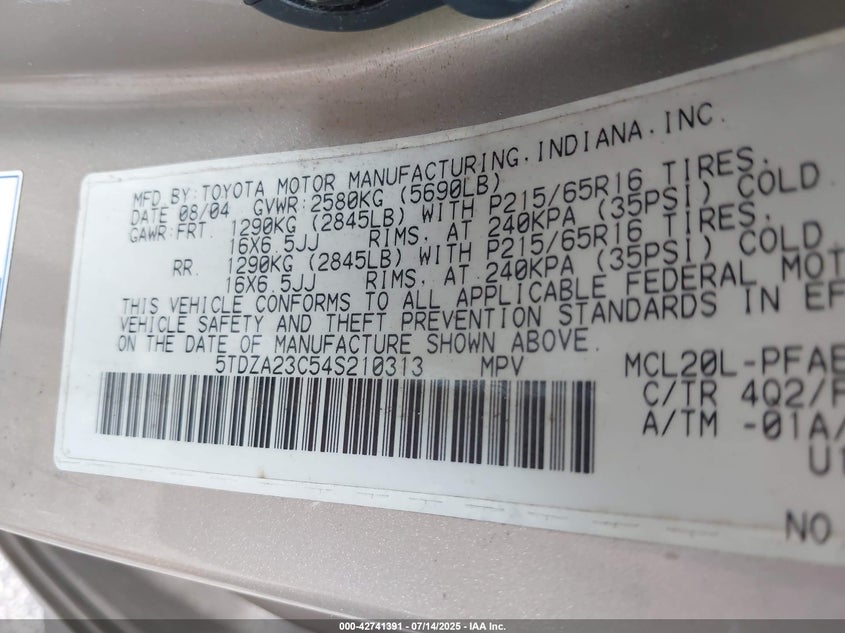 MFD BY:TOYOTA MOTOR MANUFACTURING.INDIANA.INC.
DATE 08/04 GVWR:2580KG (5690LB)
GAWR:FRT. 1290KG (2845LB) WITH P215/65R16 TIRES.
16X6.5JJ RIMS, AT 240KPA (35PSI) COLD.
RR. 1290KG (2845LB) WITH P215/65R16 TIRES.
16X6.5JJ RIMS, AT 240KPA (35PSI) COLD.
THIS VEHICLE CONFORMS TO ALL APPLICABLE FEDERAL MOT
VEHICLE SAFETY AND THEFT PREVENTION STANDARDS IN EF
ON THE DATE OF MANUFACTURE SHOWN ABOVE.
5TDZA23C54S210313 MPV MCL20L-PFAE
C/TR 4Q2/F
A/TM -01A/
U1
NO
000-42741391 - 07/14/2025 - IAA Inc.